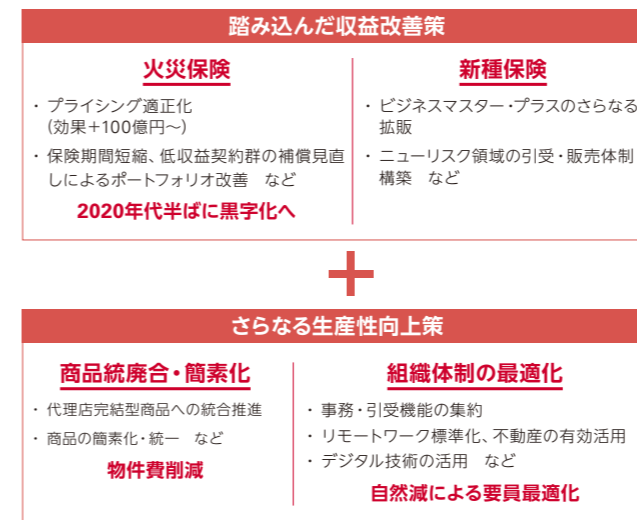 踏み込んだ収益改善策
火災保険
・プライシング適正化
(効果+100億円～)
・保険期間短縮、低収益契約群の補償見直
しによるポートフォリオ改善　など
2020年代半ばに黒字化へ
新種保険
・ビジネスマスター・プラスのさらなる
拡販
・ニューリスク領域の引受・販売体制
構築　など
+
さらなる生産性向上策
商品統廃合・簡素化
・代理店完結型商品への統合推進
・商品の簡素化・統一　など
物件費削減
組織体制の最適化
・事務・引受機能の集約
・リモートワーク標準化、不動産の有効活用
・デジタル技術の活用　など
自然減による要員最適化